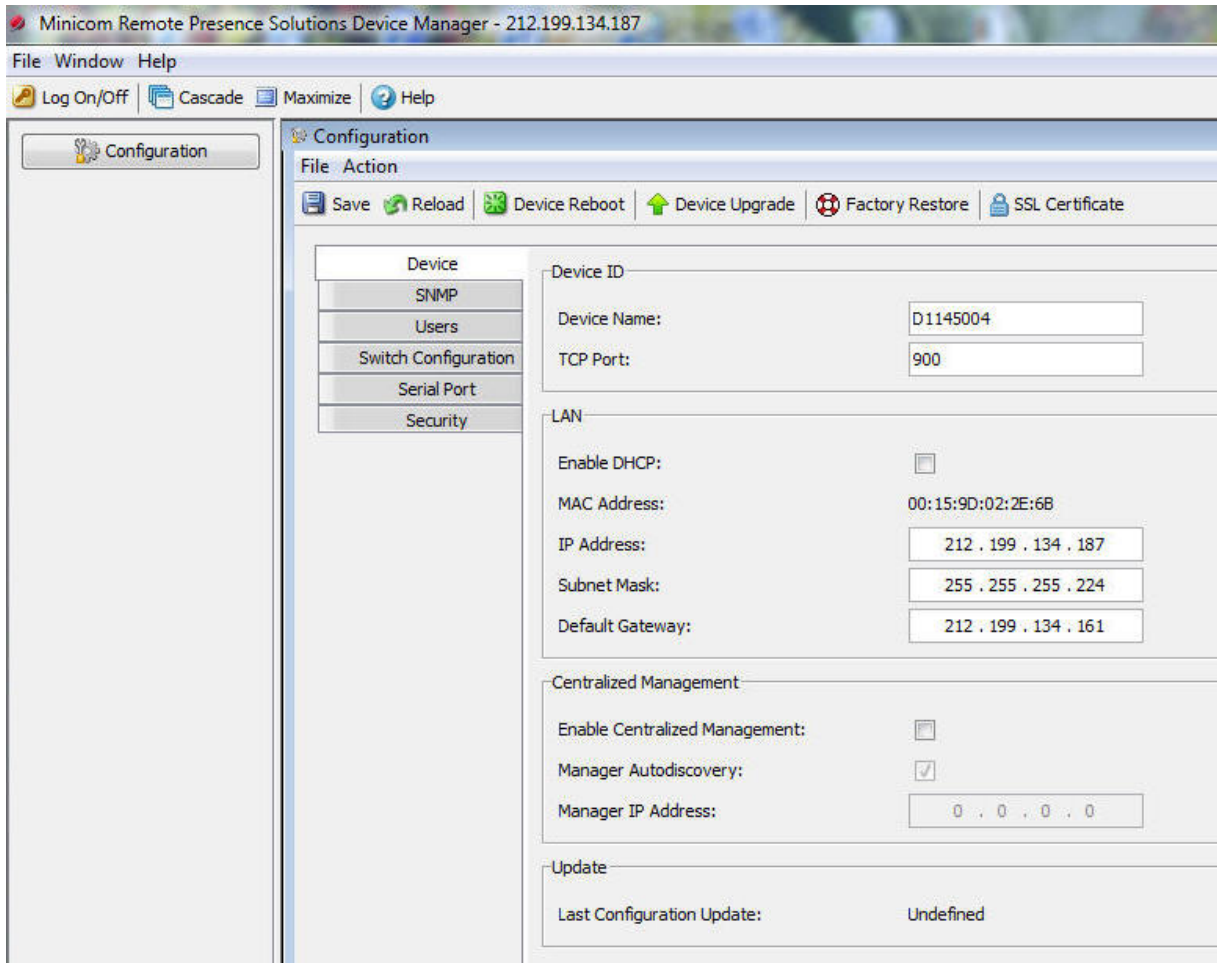 Minicom Remote Presence Solutions Device Manager - 212.199.134.187
File Window Help
Log On/Off Cascade Maximize Help
Configuration
Configuration
File Action
Save Reload Device Reboot Device Upgrade Factory Restore SSL Certificate
Device
SNMP
Users
Switch Configuration
Serial Port
Security
Device ID
Device Name: D1145004
TCP Port: 900
LAN
Enable DHCP:
MAC Address: 00:15:9D:02:2E:6B
IP Address: 212 . 199 . 134 . 187
Subnet Mask: 255 . 255 . 255 . 224
Default Gateway: 212 . 199 . 134 . 161
Centralized Management
Enable Centralized Management:
Manager Autodiscovery:
Manager IP Address: 0 . 0 . 0 . 0
Update
Last Configuration Update: Undefined